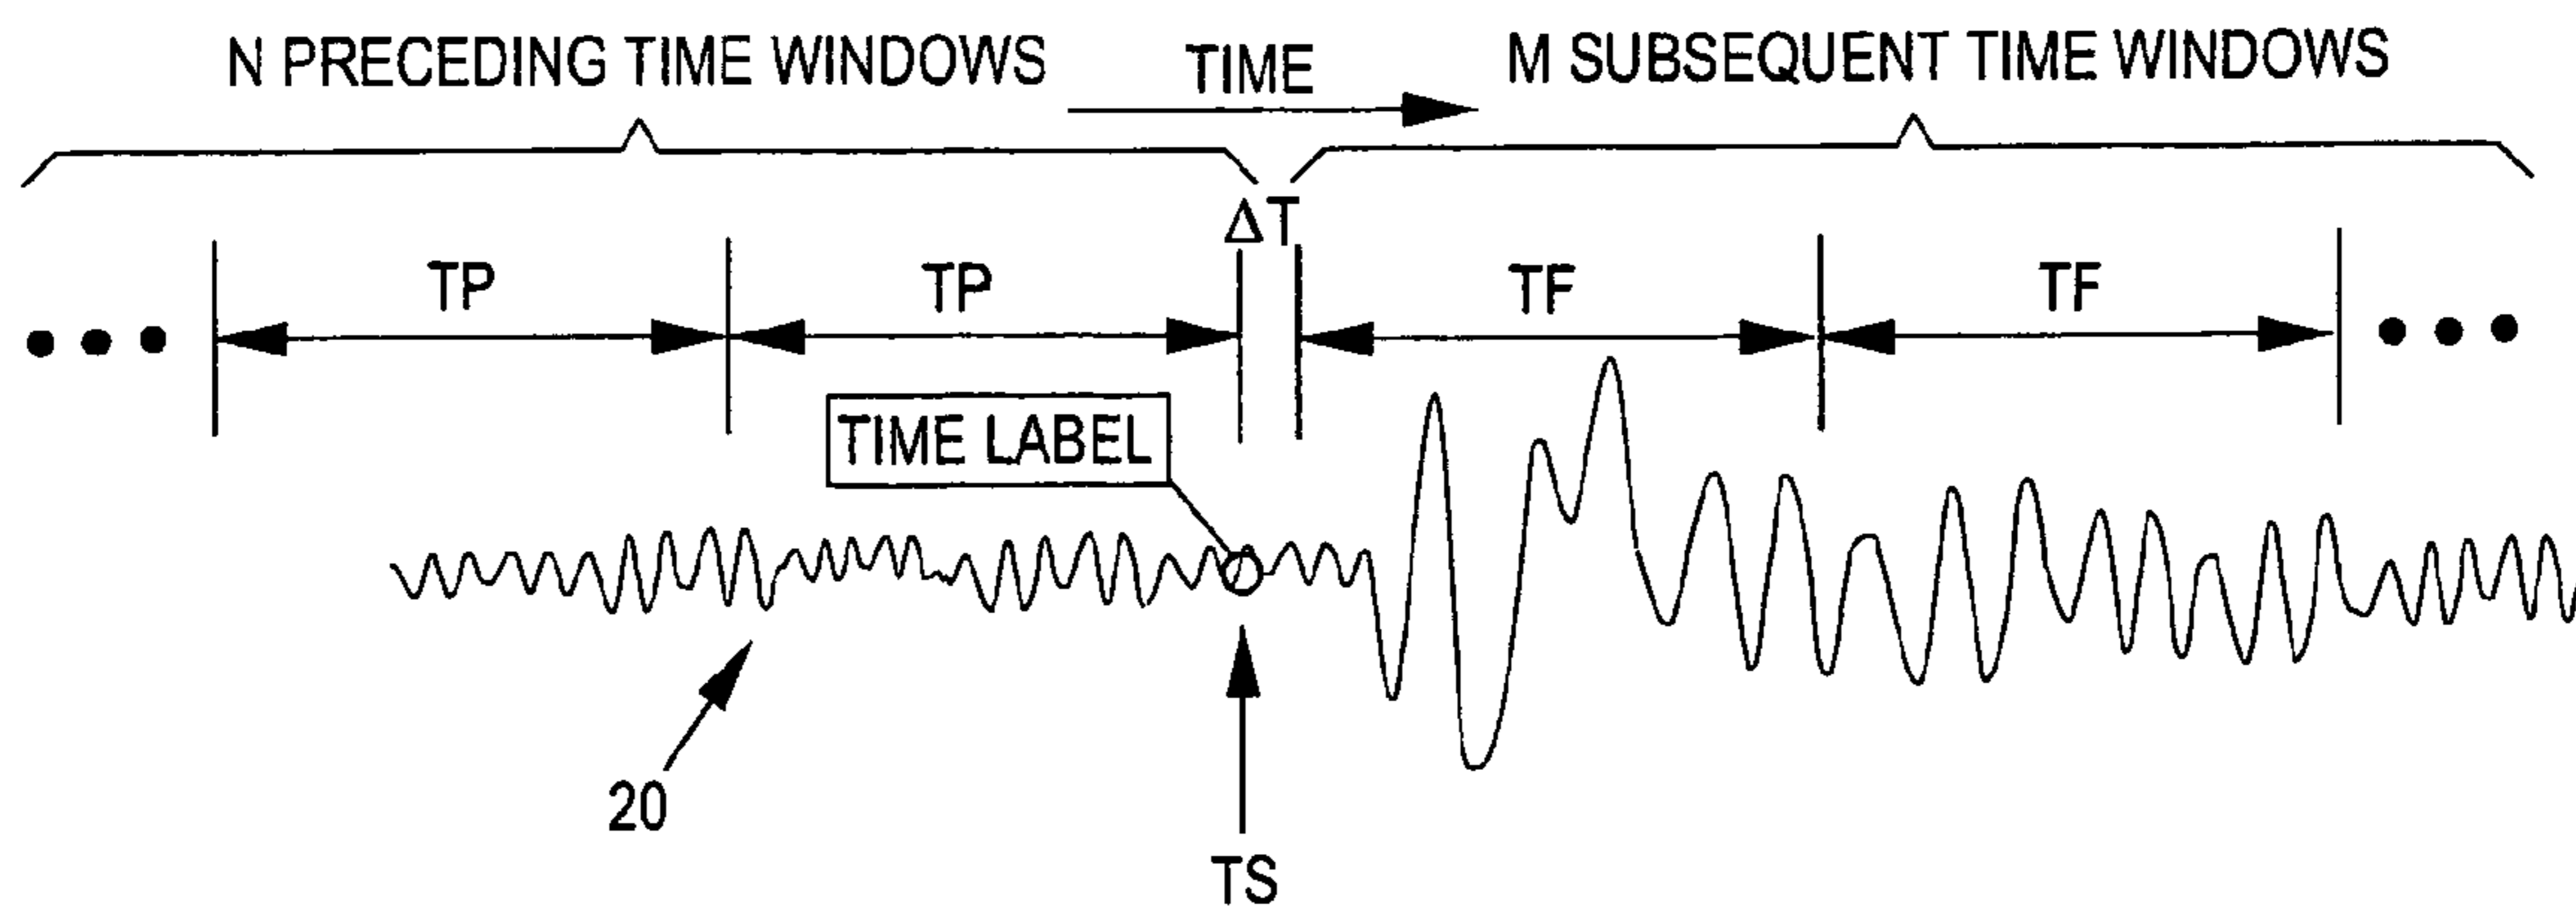 N PRECEDING TIME WINDOWS
TIME
M SUBSEQUENT TIME WINDOWS
ΔT
TP
TP
TF
TF
TIME LABEL
20
TS